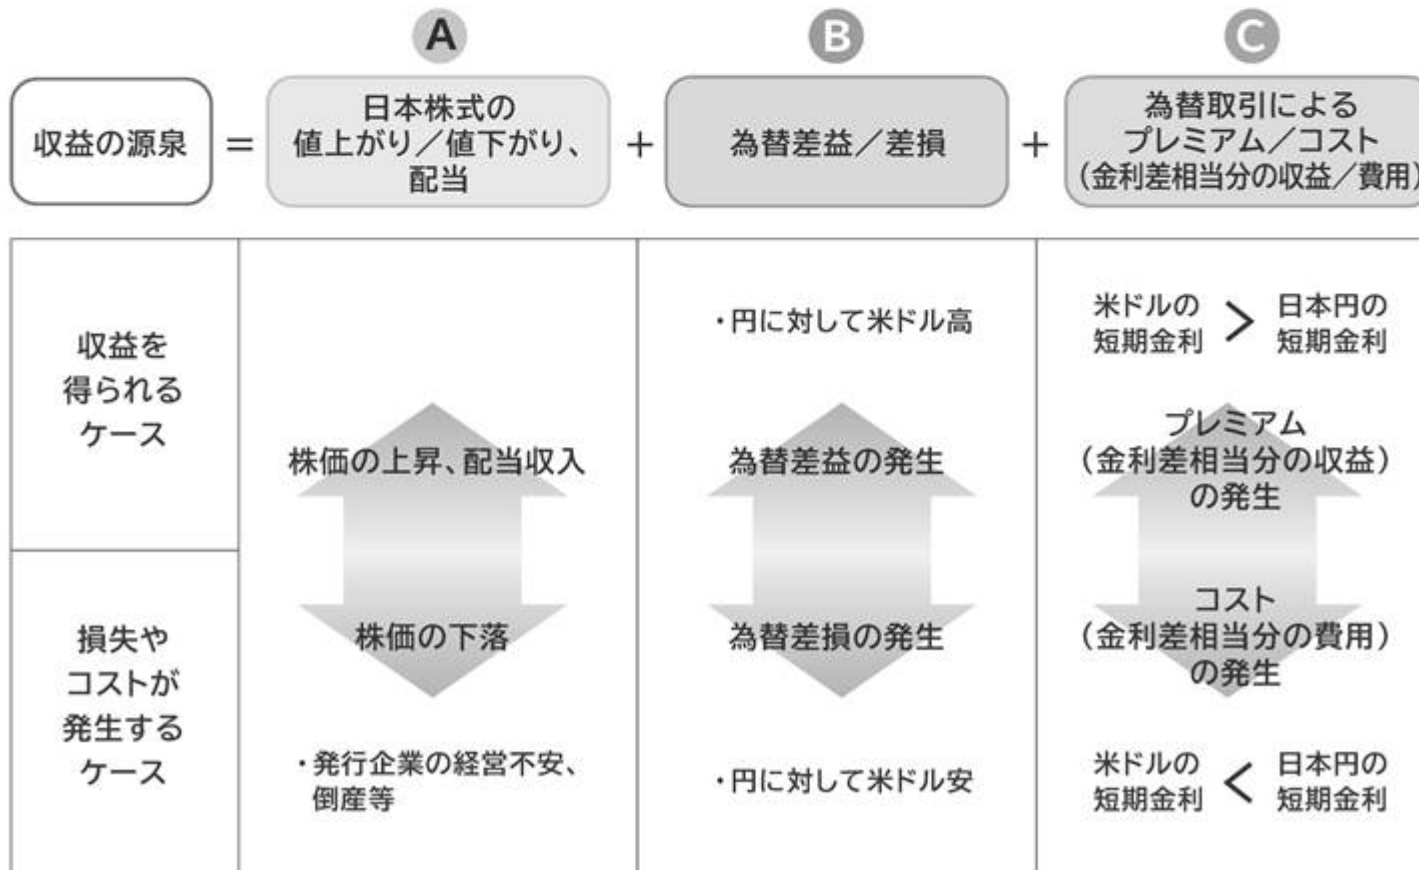 A
B
C
収益の源泉
=
日本株式の
値上がり／値下がり、
配当
+
為替差益／差損
+
為替取引による
プレミアム／コスト
（金利差相当分の収益／費用）
収益を
得られる
ケース
株価の上昇、配当収入
・円に対して米ドル高
為替差益の発生
米ドルの
短期金利
>
日本円の
短期金利
プレミアム
（金利差相当分の収益）
の発生
損失や
コストが
発生する
ケース
株価の下落
・発行企業の経営不安、
倒産等
為替差損の発生
・円に対して米ドル安
コスト
（金利差相当分の費用）
の発生
米ドルの
短期金利
<
日本円の
短期金利